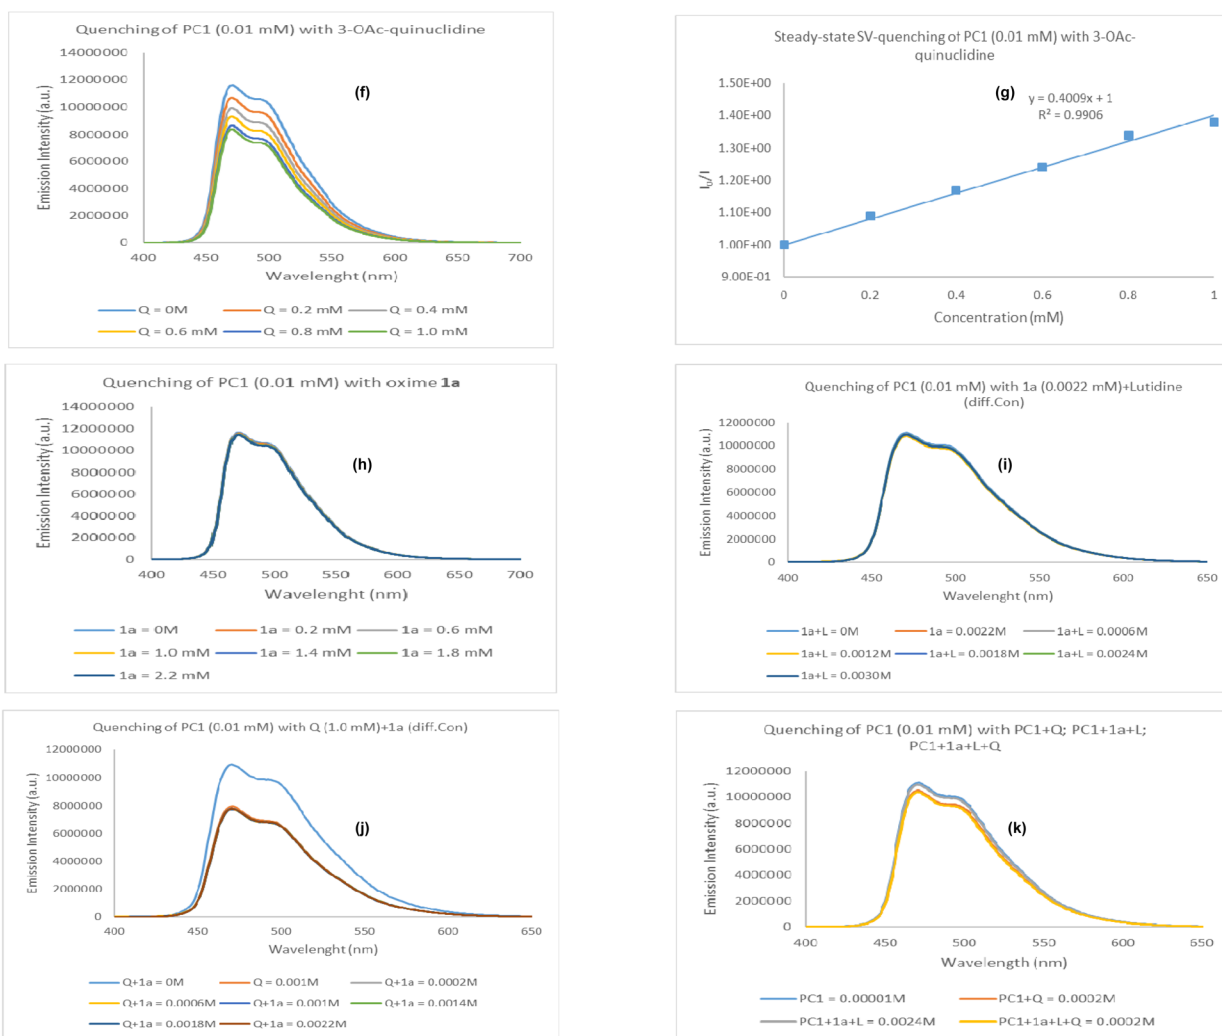 Quenching of PC1 (0.01 mM) with 3-OAc-quinuclidine
14000000
12000000
10000000
8000000
6000000
4000000
2000000
0
Emission Intensity (a.u.)
(f)
400 450 500 550 600 650 700
Wavelenght (nm)
Q = 0M Q = 0.2 mM Q = 0.4 mM
Q = 0.6 mM Q = 0.8 mM Q = 1.0 mM
Steady-state SV-quenching of PC1 (0.01 mM) with 3-OAc-
quinuclidine
1.50E+00
1.40E+00
1.30E+00
1.20E+00
1.10E+00
1.00E+00
9.00E-01
I0/I
(g)
y = 0.4009x + 1
R² = 0.9906
0 0.2 0.4 0.6 0.8 1
Concentration (mM)
Quenching of PC1 (0.01 mM) with oxime 1a
14000000
12000000
10000000
8000000
6000000
4000000
2000000
0
Emission Intensity (a.u.)
(h)
400 450 500 550 600 650 700
Wavelenght (nm)
1a = 0M 1a = 0.2 mM 1a = 0.6 mM
1a = 1.0 mM 1a = 1.4 mM 1a = 1.8 mM
1a = 2.2 mM
Quenching of PC1 (0.01 mM) with 1a (0.0022 mM)+Lutidine
(diff.Con)
12000000
10000000
8000000
6000000
4000000
2000000
0
Emission Intensity (a.u.)
(i)
400 450 500 550 600 650
Wavelenght (nm)
1a+L = 0M 1a = 0.0022M 1a+L = 0.0006M
1a+L = 0.0012M 1a+L = 0.0018M 1a+L = 0.0024M
1a+L = 0.0030M
Quenching of PC1 (0.01 mM) with Q (1.0 mM)+1a (diff.Con)
12000000
10000000
8000000
6000000
4000000
2000000
0
Emission Intensity (a.u.)
(j)
400 450 500 550 600 650
Wavelenght (nm)
Q+1a = 0M Q = 0.001M Q+1a = 0.0002M
Q+1a = 0.0006M Q+1a = 0.001M Q+1a = 0.0014M
Q+1a = 0.0018M Q+1a = 0.0022M
Quenching of PC1 (0.01 mM) with PC1+Q; PC1+1a+L;
PC1+1a+L+Q
12000000
10000000
8000000
6000000
4000000
2000000
0
Emission Intensity (a.u.)
(k)
400 450 500 550 600 650
Wavelength (nm)
PC1 = 0.00001M PC1+Q = 0.0002M
PC1+1a+L = 0.0024M PC1+1a+L+Q = 0.0002M